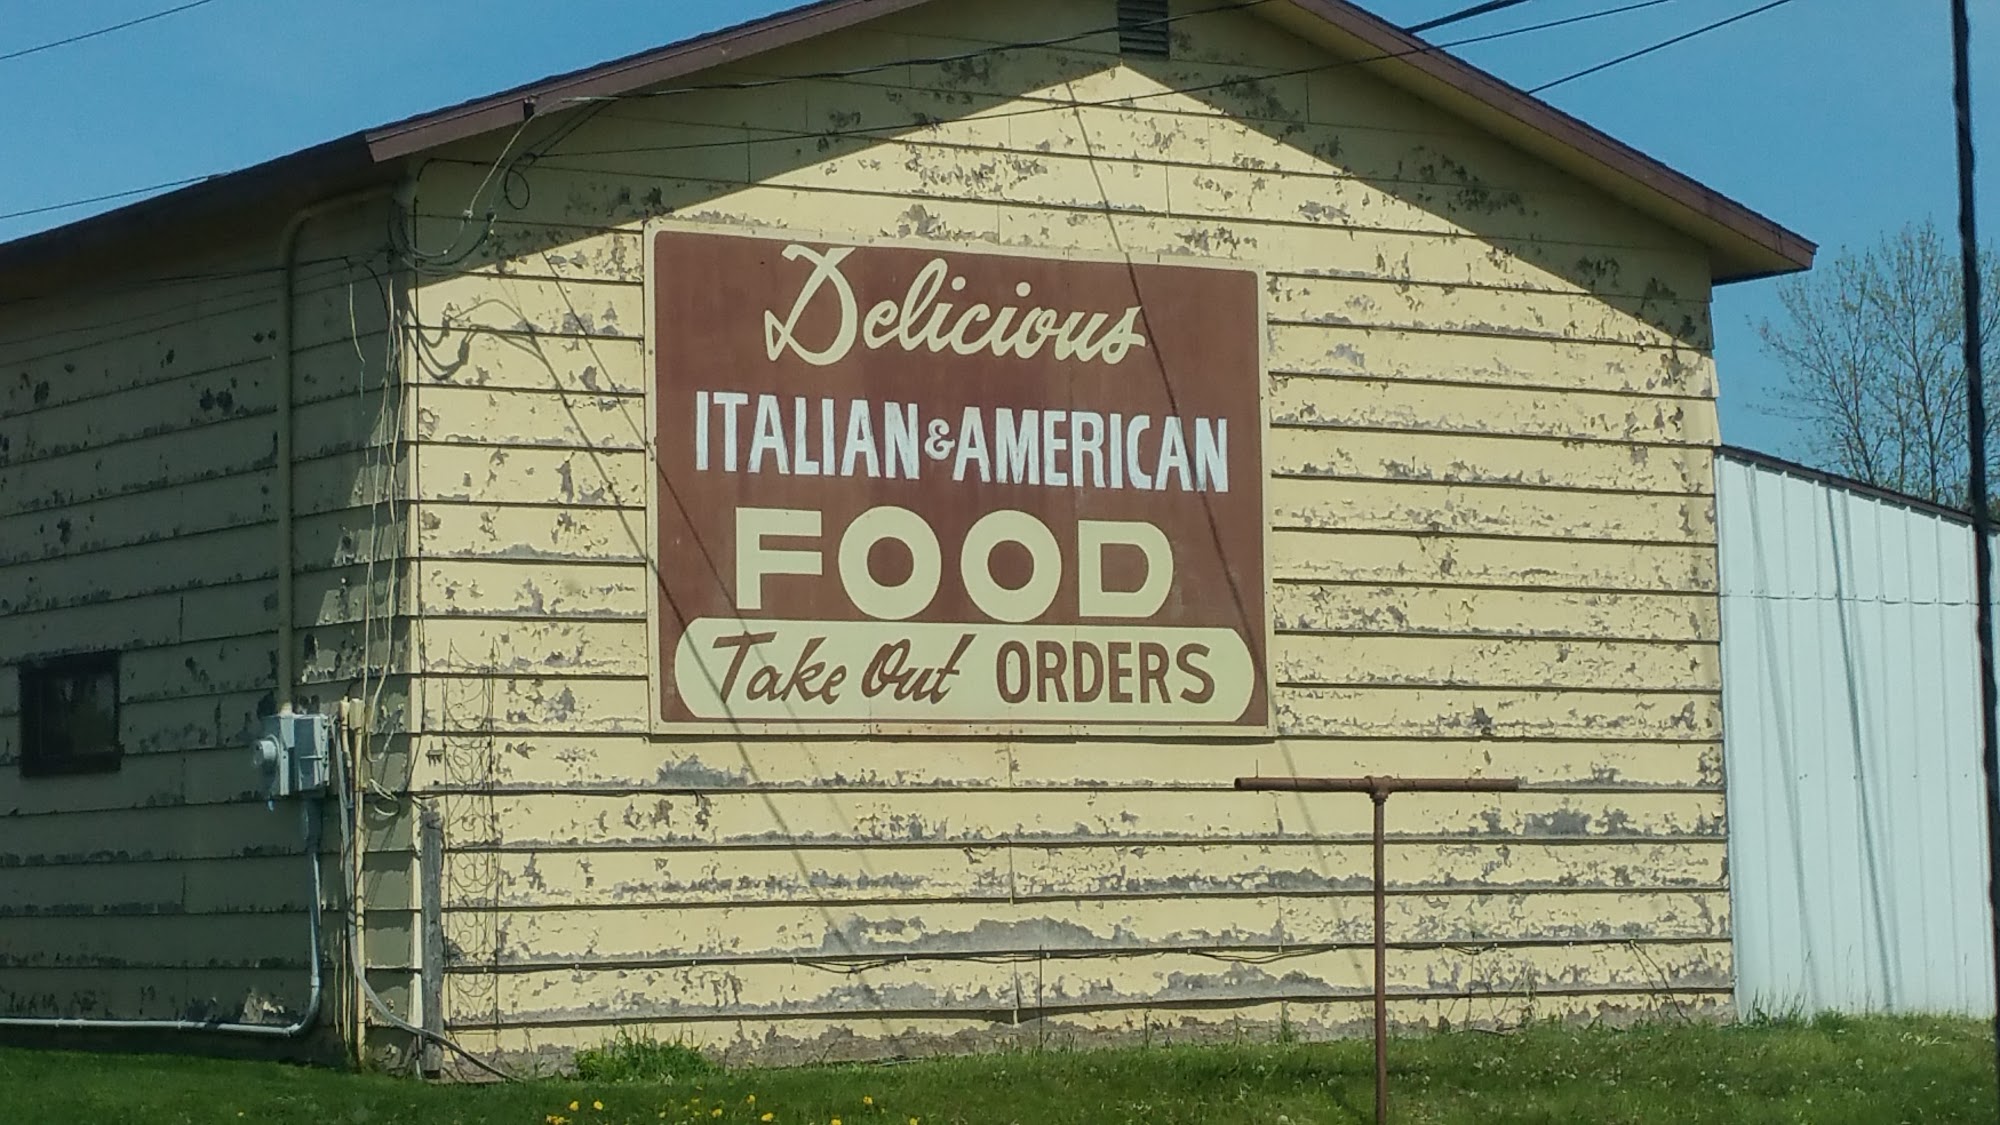 Delicious
ITALIAN & AMERICAN
FOOD
Take Out ORDERS